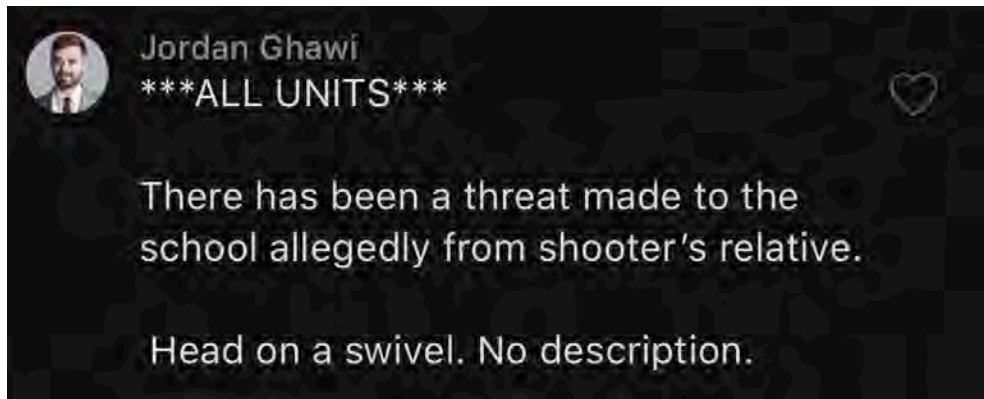 Jordan Ghawi
***ALL UNITS***
There has been a threat made to the
school allegedly from shooter's relative.
Head on a swivel. No description.